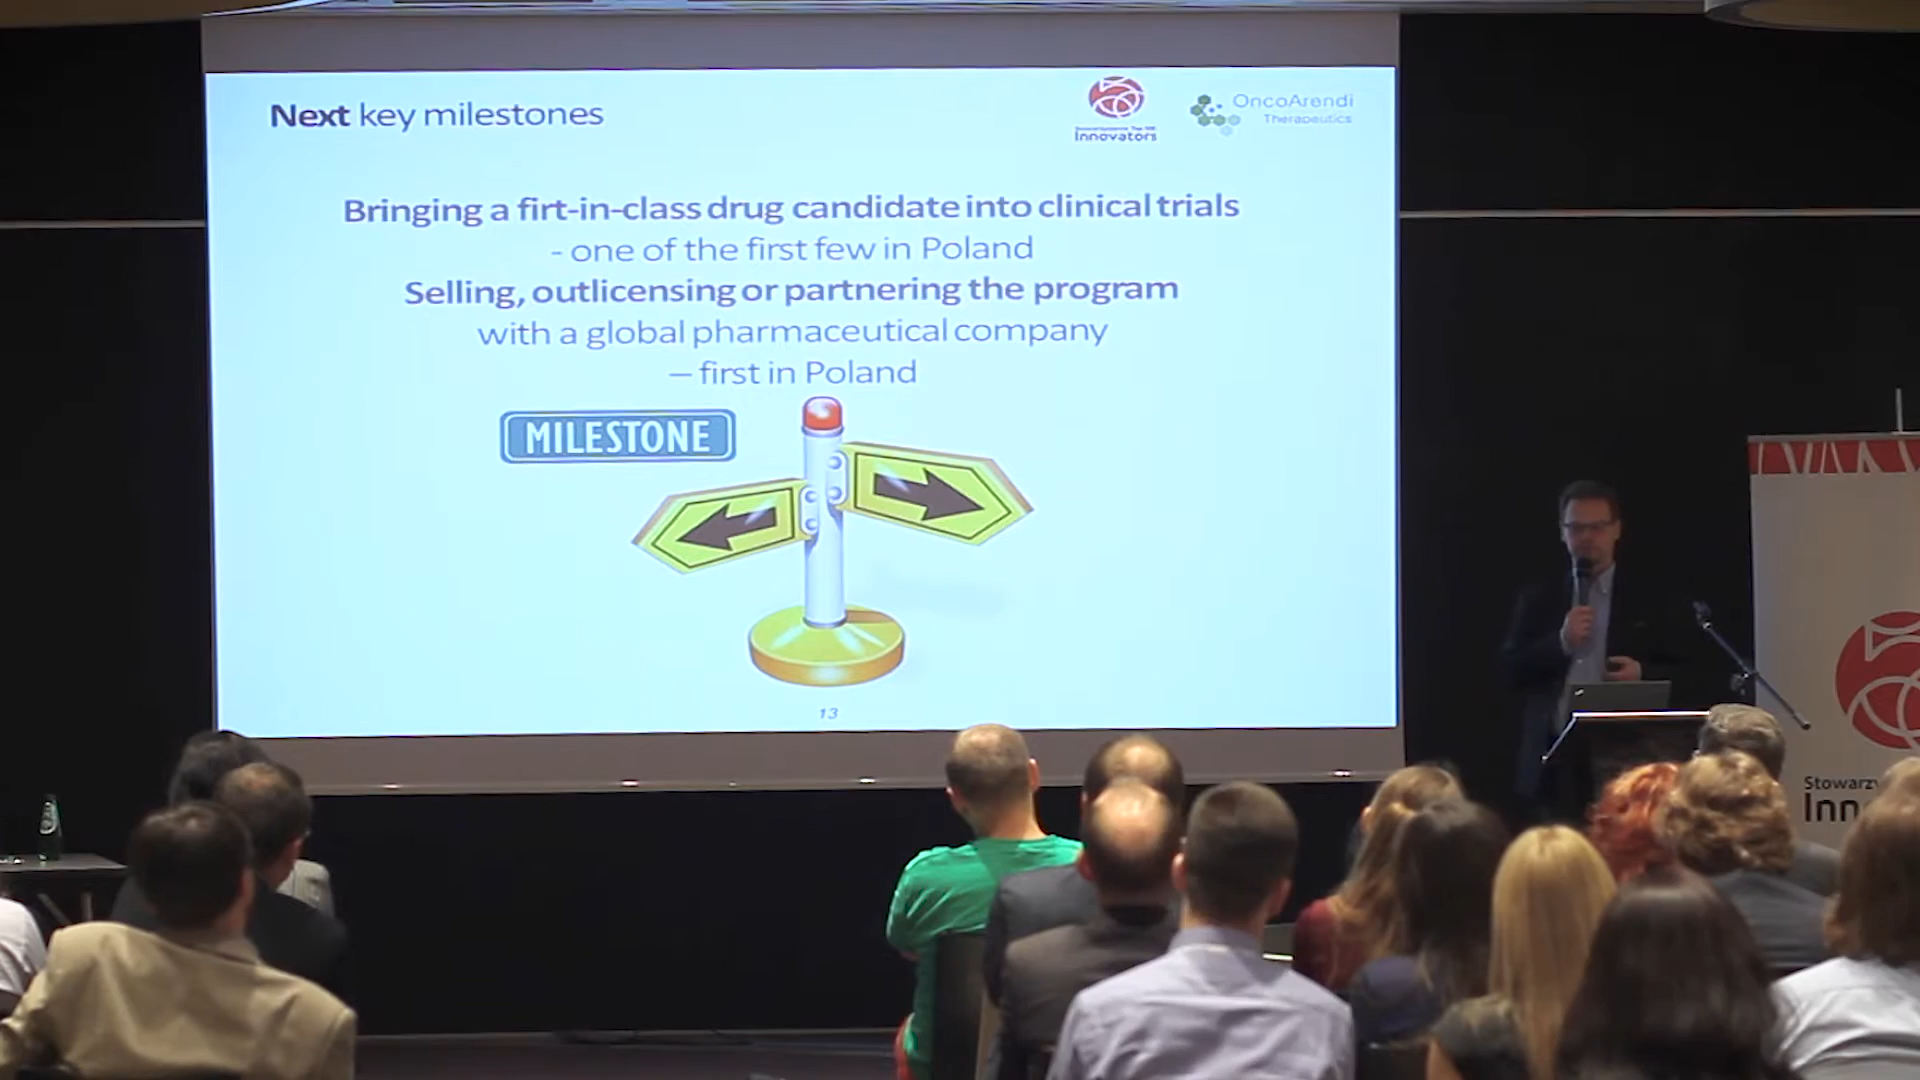 Next key milestones
Innovators
OncoArendi
Therapeutics
Bringing a firt-in-class drug candidate into clinical trials
- one of the first few in Poland
Selling, outlicensing or partnering the program
with a global pharmaceutical company
– first in Poland
MILESTONE
13
Stowarzy
Inn